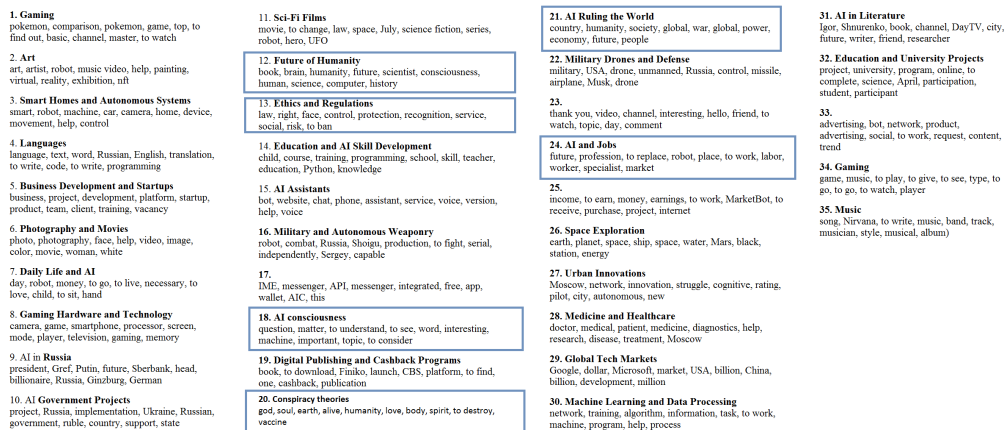 1. Gaming
pokemon, comparison, pokemon, game, top, to
find out, basic, channel, master, to watch
2. Art
art, artist, robot, music video, help, painting,
virtual, reality, exhibition, nft
3. Smart Homes and Autonomous Systems
smart, robot, machine, car, camera, home, device,
movement, help, control
4. Languages
language, text, word, Russian, English, translation,
to write, code, to write, programming
5. Business Development and Startups
business, project, development, platform, startup,
product, team, client, training, vacancy
6. Photography and Movies
photo, photography, face, help, video, image,
color, movie, woman, white
7. Daily Life and AI
day, robot, money, to go, to live, necessary, to
love, child, to sit, hand
8. Gaming Hardware and Technology
camera, game, smartphone, processor, screen,
mode, player, television, gaming, memory
9. AI in Russia
president, Gref, Putin, future, Sberbank, head,
billionaire, Russia, Ginzburg, German
10. AI Government Projects
project, Russia, implementation, Ukraine, Russian,
government, ruble, country, support, state
11. Sci-Fi Films
movie, to change, law, space, July, science fiction, series,
robot, hero, UFO
12. Future of Humanity
book, brain, humanity, future, scientist, consciousness,
human, science, computer, history
13. Ethics and Regulations
law, right, face, control, protection, recognition, service,
social, risk, to ban
14. Education and AI Skill Development
child, course, training, programming, school, skill, teacher,
education, Python, knowledge
15. AI Assistants
bot, website, chat, phone, assistant, service, voice, version,
help, voice
16. Military and Autonomous Weaponry
robot, combat, Russia, Shoigu, production, to fight, serial,
independently, Sergey, capable
17.
IME, messenger, API, messenger, integrated, free, app,
wallet, AIC, this
18. AI consciousness
question, matter, to understand, to see, word, interesting,
machine, important, topic, to consider
19. Digital Publishing and Cashback Programs
book, to download, Finiko, launch, CBS, platform, to find,
one, cashback, publication
20. Conspiracy theories
god, soul, earth, alive, humanity, love, body, spirit, to destroy,
vaccine
21. AI Ruling the World
country, humanity, society, global, war, global, power,
economy, future, people
22. Military Drones and Defense
military, USA, drone, unmanned, Russia, control, missile,
airplane, Musk, drone
23.
thank you, video, channel, interesting, hello, friend, to
watch, topic, day, comment
24. AI and Jobs
future, profession, to replace, robot, place, to work, labor,
worker, specialist, market
25.
income, to earn, money, earnings, to work, MarketBot, to
receive, purchase, project, internet
26. Space Exploration
earth, planet, space, ship, space, water, Mars, black,
station, energy
27. Urban Innovations
Moscow, network, innovation, struggle, cognitive, rating,
pilot, city, autonomous, new
28. Medicine and Healthcare
doctor, medical, patient, medicine, diagnostics, help,
research, disease, treatment, Moscow
29. Global Tech Markets
Google, dollar, Microsoft, market, USA, billion, China,
billion, development, million
30. Machine Learning and Data Processing
network, training, algorithm, information, task, to work,
machine, program, help, process
31. AI in Literature
Igor, Shnurenko, book, channel, DayTV, city,
future, writer, friend, researcher
32. Education and University Projects
project, university, program, online, to
complete, science, April, participation,
student, participant
33.
advertising, bot, network, product,
advertising, social, to work, request, content,
trend
34. Gaming
game, music, to play, to give, to see, type, to
go, to go, to watch, player
35. Music
song, Nirvana, to write, music, band, track,
musician, style, musical, album)